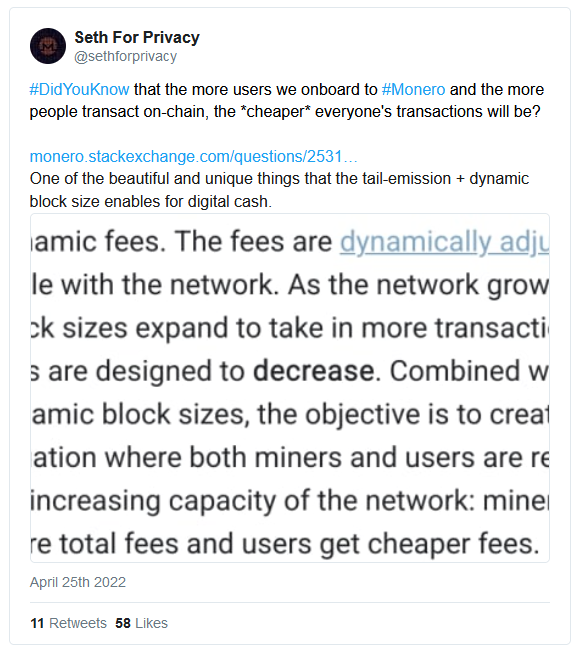 Seth For Privacy
@sethforprivacy
#DidYouKnow that the more users we onboard to #Monero and the more
people transact on-chain, the *cheaper* everyone's transactions will be?
monero.stackexchange.com/questions/2531…
One of the beautiful and unique things that the tail-emission + dynamic
block size enables for digital cash.
amic fees. The fees are dynamically adju
le with the network. As the network grow
ck sizes expand to take in more transacti
s are designed to decrease. Combined w
amic block sizes, the objective is to creat
ation where both miners and users are re
increasing capacity of the network: mine
re total fees and users get cheaper fees.
April 25th 2022
11 Retweets 58 Likes